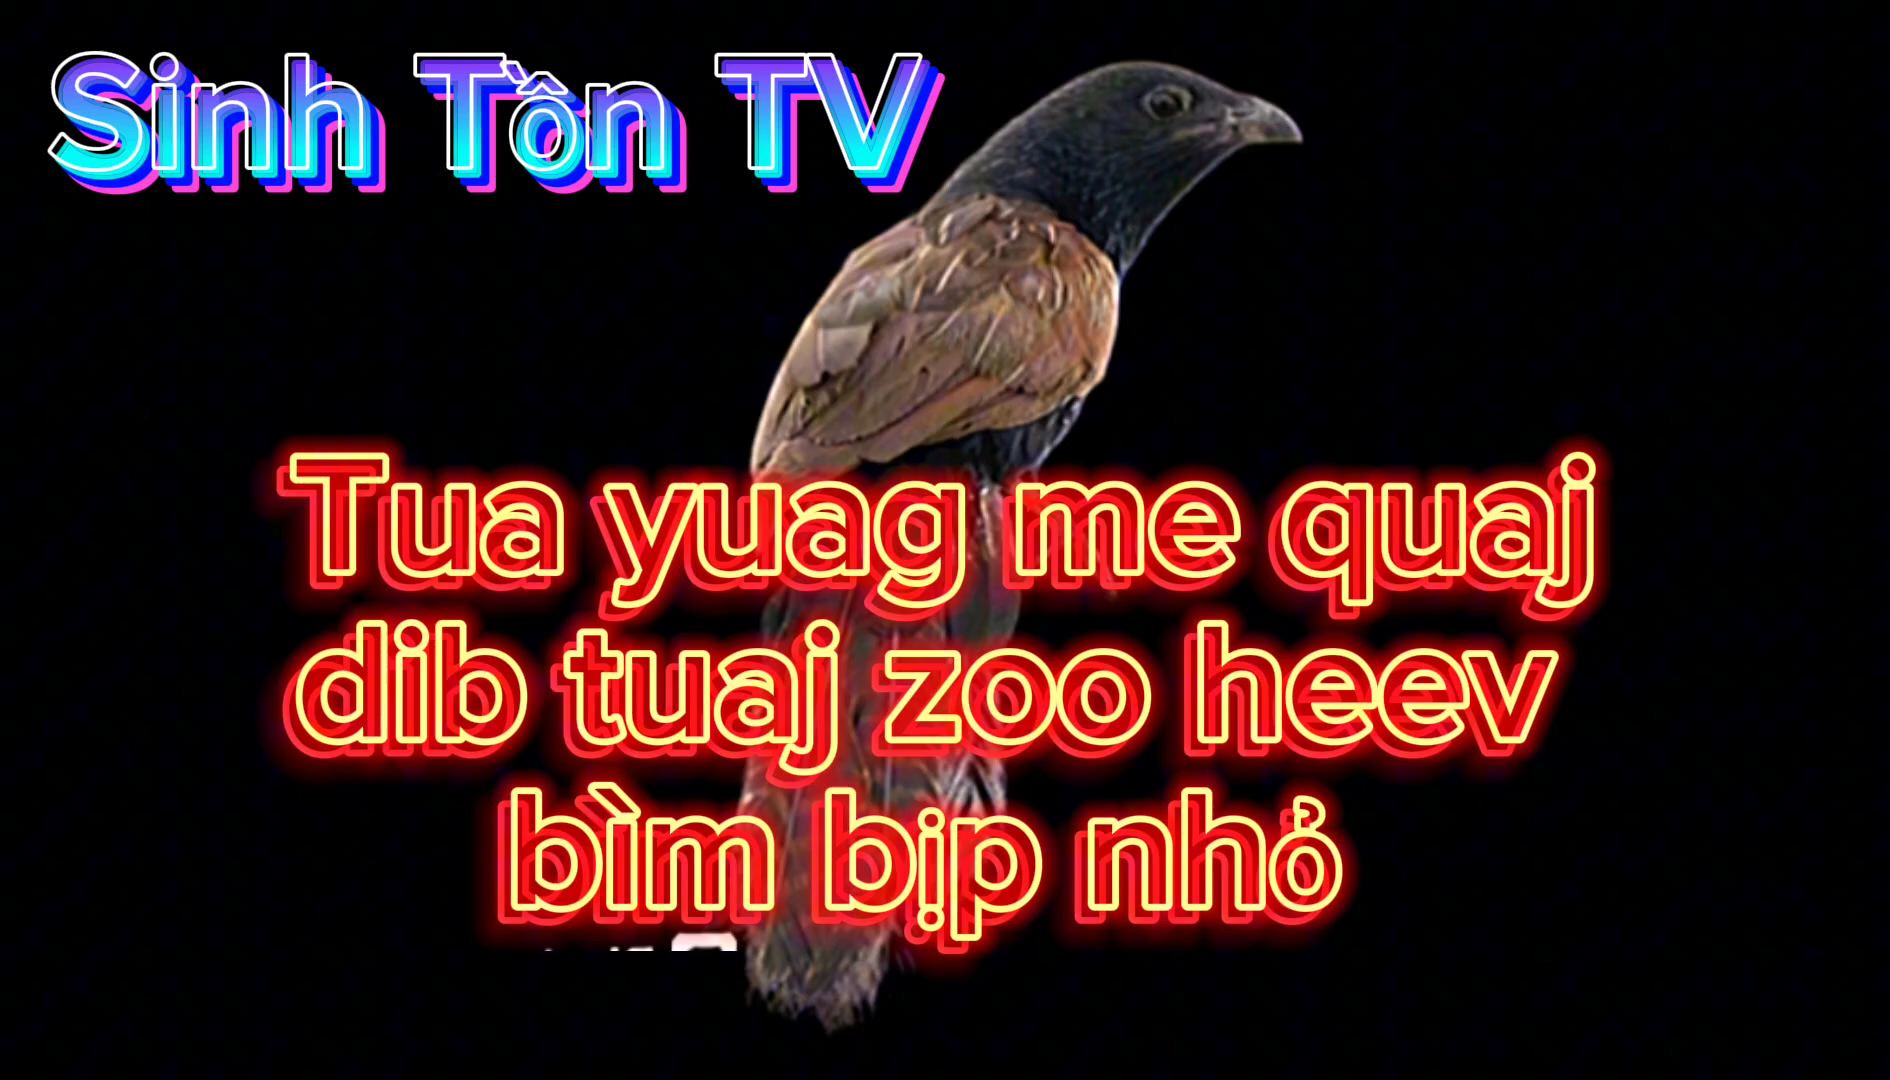 Sinh Tồn TV
Tua yuag me quaj
dib tuaj zoo heev
bìm bịp nhỏ